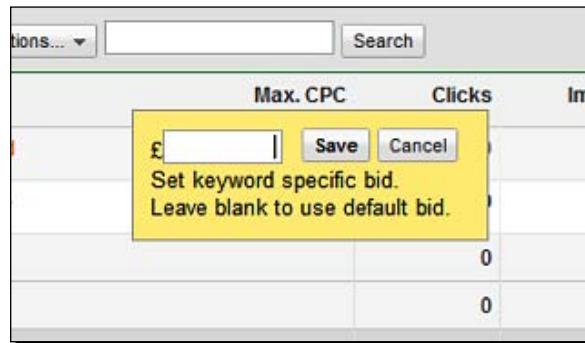 tions... Search
Max. CPC Clicks Im
£ Save Cancel
Set keyword specific bid.
Leave blank to use default bid.
0
0